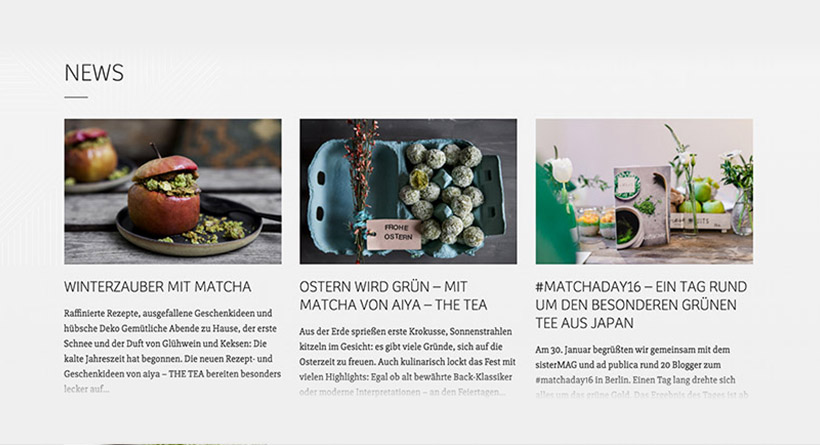 NEWS
FROHE
OSTERN
WINTERZAUBER MIT MATCHA
Raffinierte Rezepte, ausgefallene Geschenkideen und
hübsche Deko Gemütliche Abende zu Hause, der erste
Schnee und der Duft von Glühwein und Keksen: Die
kalte Jahreszeit hat begonnen. Die neuen Rezept- und
Geschenkideen von aiya – THE TEA bereiten besonders
lecker auf...
OSTERN WIRD GRÜN – MIT
MATCHA VON AIYA – THE TEA
Aus der Erde sprießen erste Krokusse, Sonnenstrahlen
kitzeln im Gesicht: es gibt viele Gründe, sich auf die
Osterzeit zu freuen. Auch kulinarisch lockt das Fest mit
vielen Highlights: Egal ob alt bewährte Back-Klassiker
oder moderne Interpretationen – an den Feiertagen...
#MATCHADAY16 – EIN TAG RUND
UM DEN BESONDEREN GRÜNEN
TEE AUS JAPAN
Am 30. Januar begrüßten wir gemeinsam mit dem
sisterMAG und ad publica rund 20 Blogger zum
#matchaday16 in Berlin. Einen Tag lang drehte sich
alles um das grüne Gold. Das Ergebnis des Tages ist ab